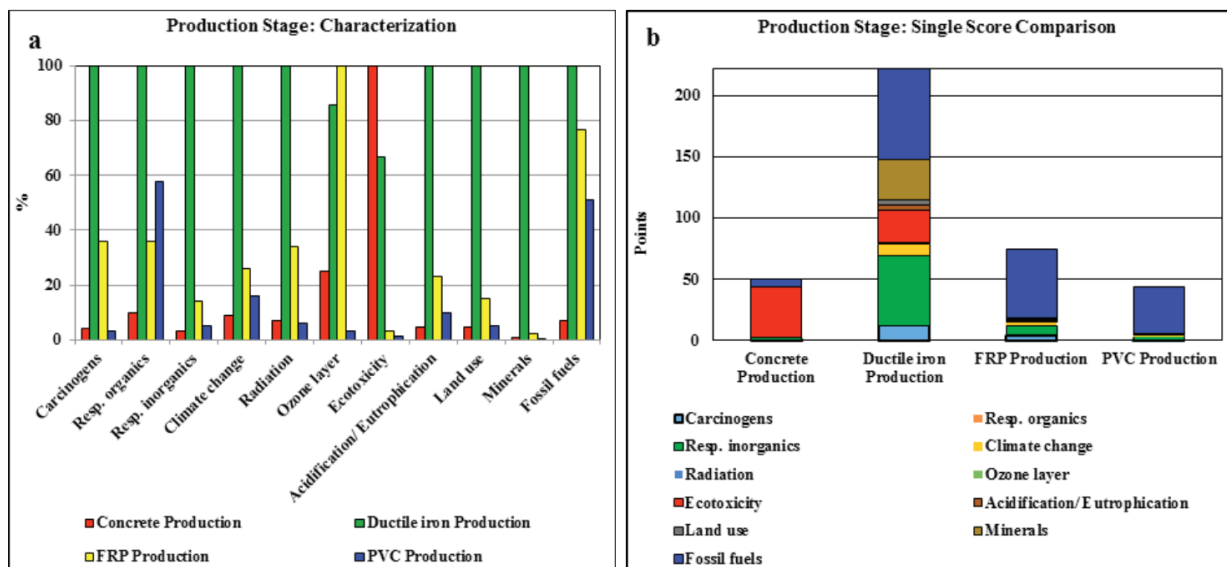 Production Stage: Characterization
a
100
80
60
40
20
0
%
Carcinogens
Resp. organics
Resp. inorganics
Climate change
Radiation
Ozone layer
Ecotoxicity
Acidification/ Eutrophication
Land use
Minerals
Fossil fuels
Concrete Production
Ductile iron Production
FRP Production
PVC Production
Production Stage: Single Score Comparison
b
200
150
100
50
0
Points
Concrete
Production
Ductile iron
Production
FRP Production
PVC Production
Carcinogens
Resp. organics
Resp. inorganics
Climate change
Radiation
Ozone layer
Ecotoxicity
Acidification/ Eutrophication
Land use
Minerals
Fossil fuels